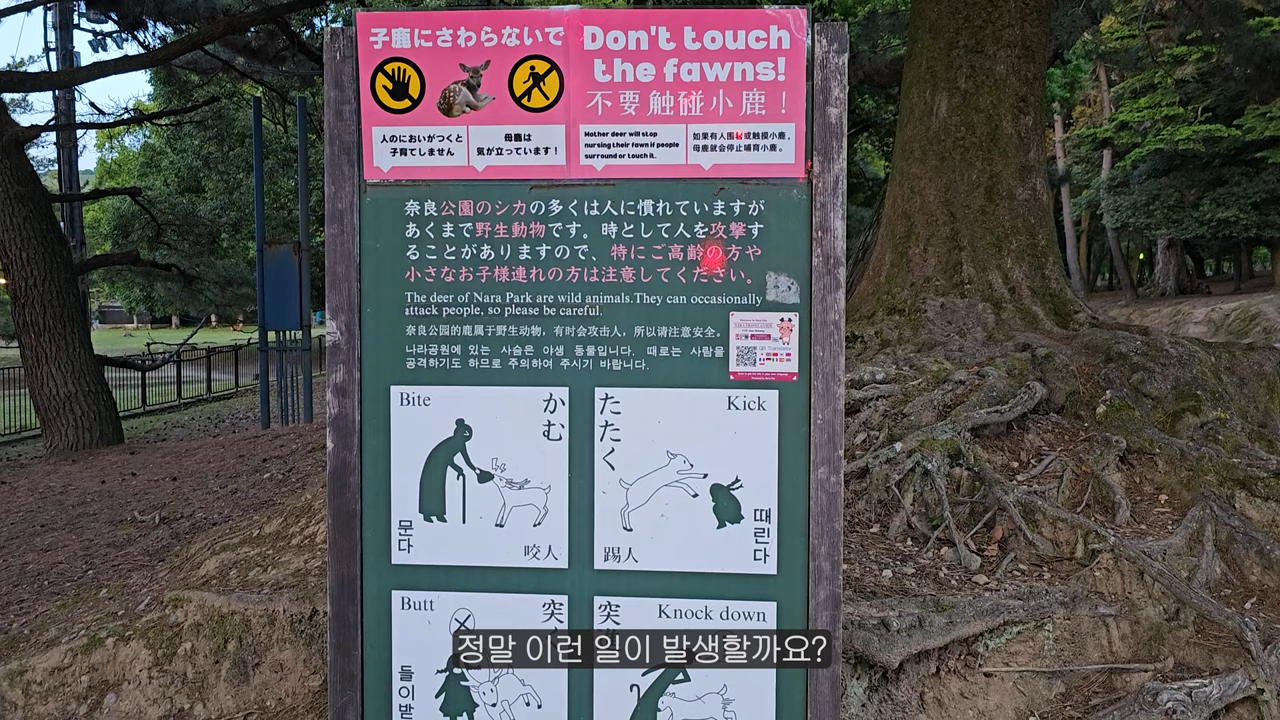 子鹿にさわらないで
Don't touch
the fawns!
不要触碰小鹿！
人のにおいがつくと
子育てしません
母鹿は
気が立っています！
Mother deer will stop
nursing their fawn if people
surround or touch it.
如果有人围或触摸小鹿，
母鹿就会停止哺育小鹿。
奈良公園のシカの多くは人に慣れていますが
あくまで野生動物です。時として人を攻撃す
ることがありますので、特にご高齢の方や
小さなお子様連れの方は注意してください。
The deer of Nara Park are wild animals.They can occasionally
attack people, so please be careful.
奈良公园的鹿属于野生动物，有时会攻击人，所以请注意安全。
나라공원에 있는 사슴은 야생 동물입니다. 때로는 사람을
공격하기도 하므로 주의하여 주시기 바랍니다.
Bite
かむ
문다
咬人
たたく
Kick
때린다
踢人
Butt
突
들이받
突
Knock down
정말 이런 일이 발생할까요?